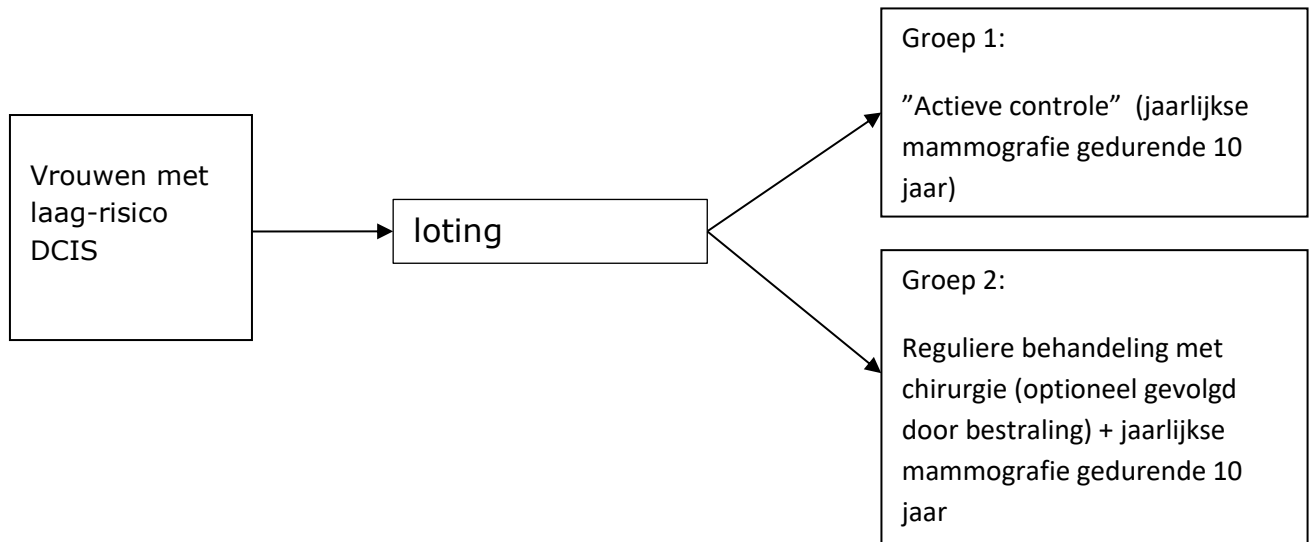 Vrouwen met
laag-risico
DCIS
loting
Groep 1:
”Actieve controle” (jaarlijkse
mammografie gedurende 10
jaar)
Groep 2:
Reguliere behandeling met
chirurgie (optioneel gevolgd
door bestraling) + jaarlijkse
mammografie gedurende 10
jaar